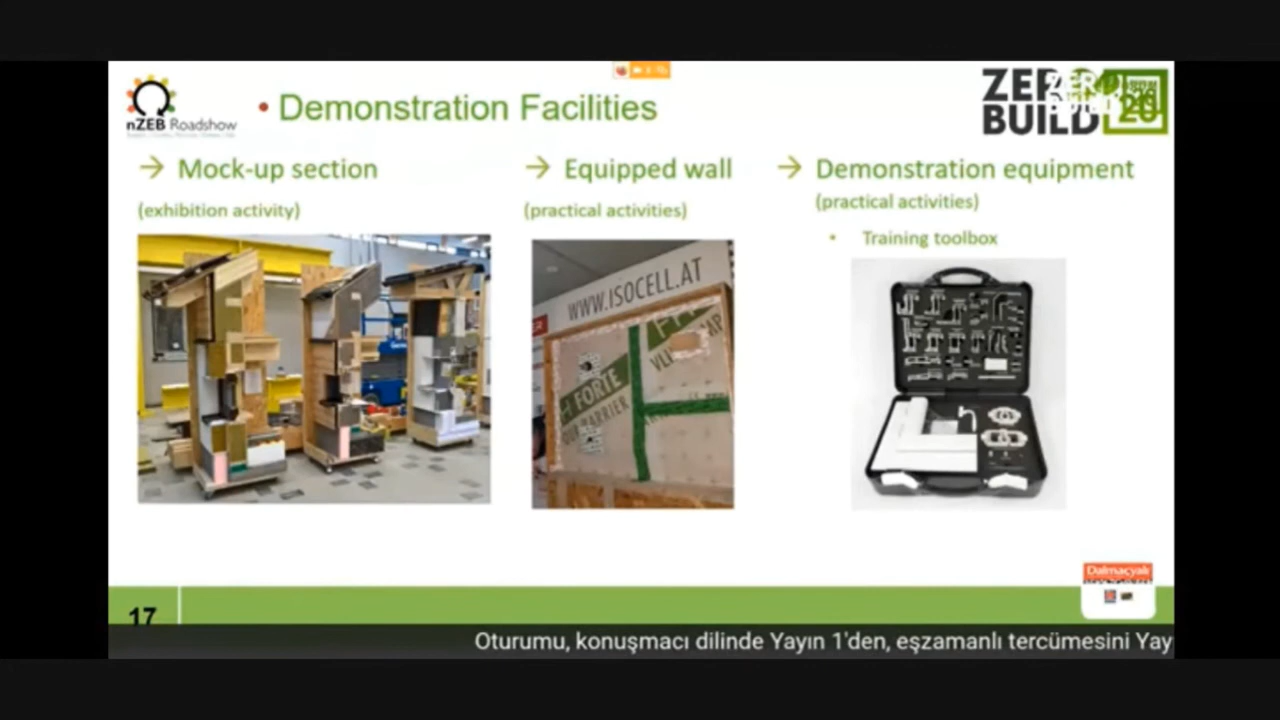 nZEB Roadshow
• Demonstration Facilities
ZERO
BUILD
20
→ Mock-up section
(exhibition activity)
→ Equipped wall
(practical activities)
→ Demonstration equipment
(practical activities)
• Training toolbox
WWW.ISOCELL.AT
FORTE
BARRIER
Dalmaçyalı
17
Oturumu, konuşmacı dilinde Yayın 1'den, eşzamanlı tercümesini Yay